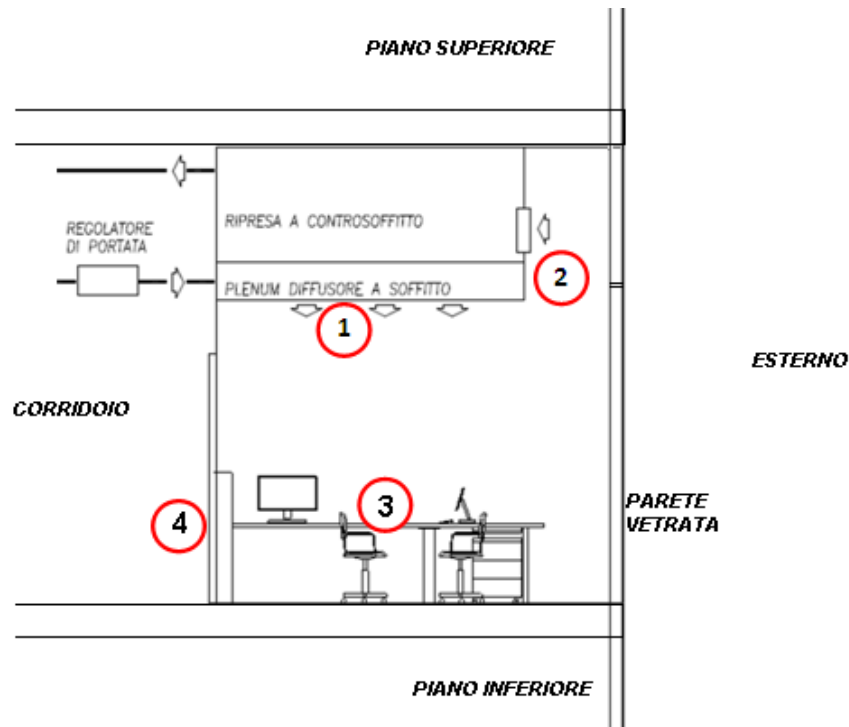 PIANO SUPERIORE
RIPRESA A CONTROSOFFITTO
REGOLATORE
DI PORTATA
2
PLENUM DIFFUSORE A SOFFITTO
1
ESTERNO
CORRIDOIO
3
4
PARETE
VETRATA
PIANO INFERIORE